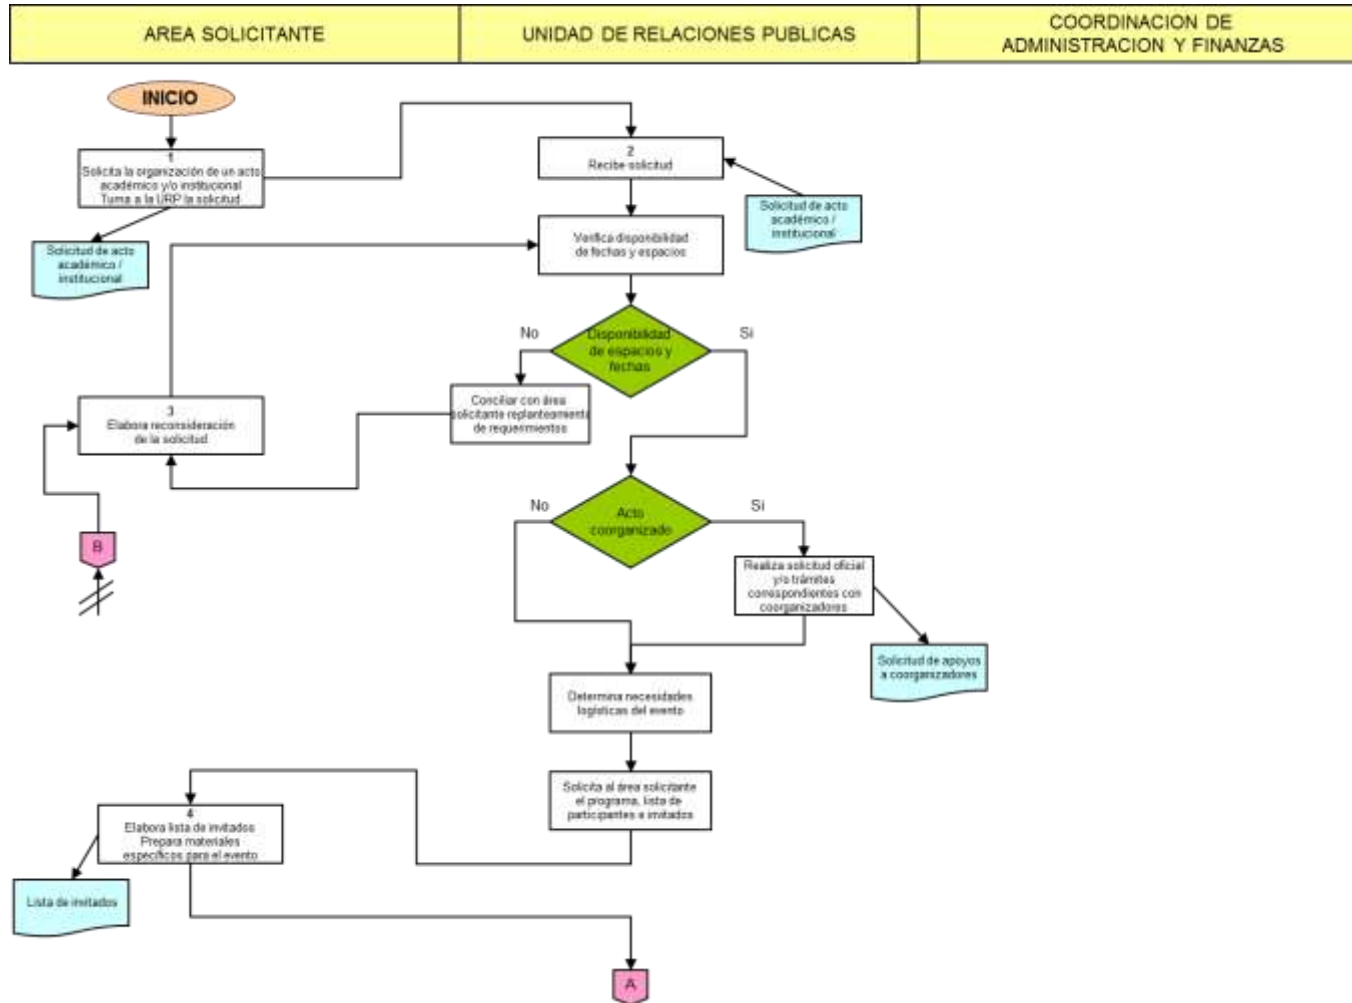 AREA SOLICITANTE
UNIDAD DE RELACIONES PUBLICAS
COORDINACION DE
ADMINISTRACION Y FINANZAS
INICIO
1
Solicita la organización de un acto
académico y/o institucional
Turna a la URP la solicitud
2
Recibe solicitud
Solicitud de acto
académico /
institucional
Solicitud de acto
académico /
institucional
Verifica disponibilidad
de fechas y espacios
No
Disponibilidad
de espacios y
fechas
Si
Conciliar con área
solicitante replanteamiento
de requerimientos
3
Elabora reconsideración
de la solicitud
B
No
Acto
coorganizado
Si
Realiza solicitud oficial
y/o trámites
correspondientes con
coorganizadores
Solicitud de apoyos
a coorganizadores
Determina necesidades
logísticas del evento
Solicita al área solicitante
el programa, lista de
participantes e invitados
4
Elabora lista de invitados
Prepara materiales
específicos para el evento
Lista de invitados
A